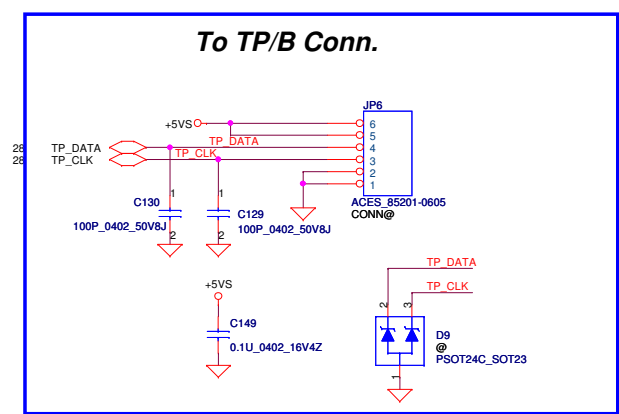 To TP/B Conn.
JP6
+5VS
6
5
28 TP_DATA TP_DATA 4
28 TP_CLK TP_CLK 3
2
1
ACES_85201-0605
CONN@
1 1
C130 C129
100P_0402_50V8J 100P_0402_50V8J
2 2
+5VS
C149
0.1U_0402_16V4Z
TP_DATA
TP_CLK
2 3
D9
@
PSOT24C_SOT23
1